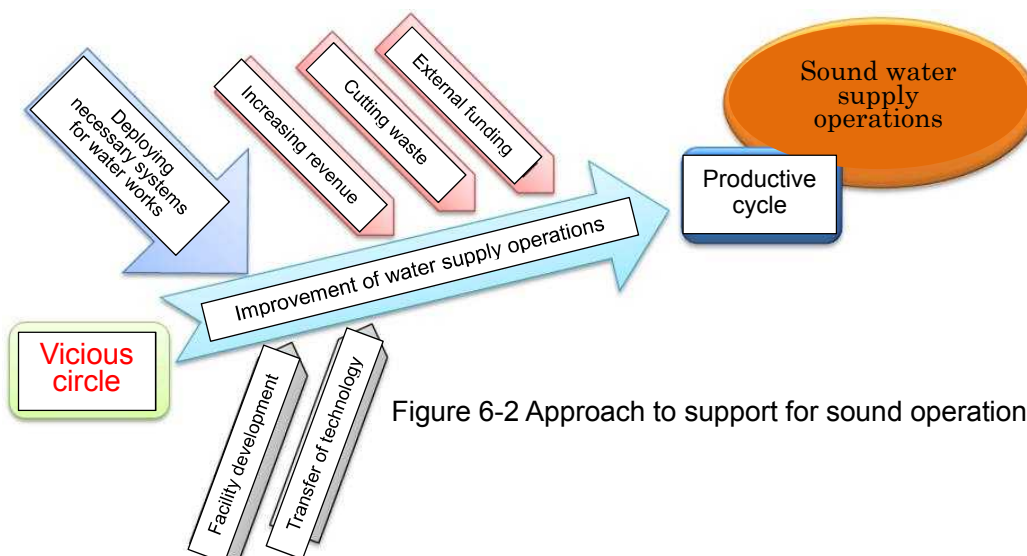 Deploying
necessary systems
for water works
Increasing revenue
Cutting waste
External funding
Sound water
supply
operations
Productive
cycle
Improvement of water supply operations
Vicious
circle
Facility development
Transfer of technology
Figure 6-2 Approach to support for sound operation